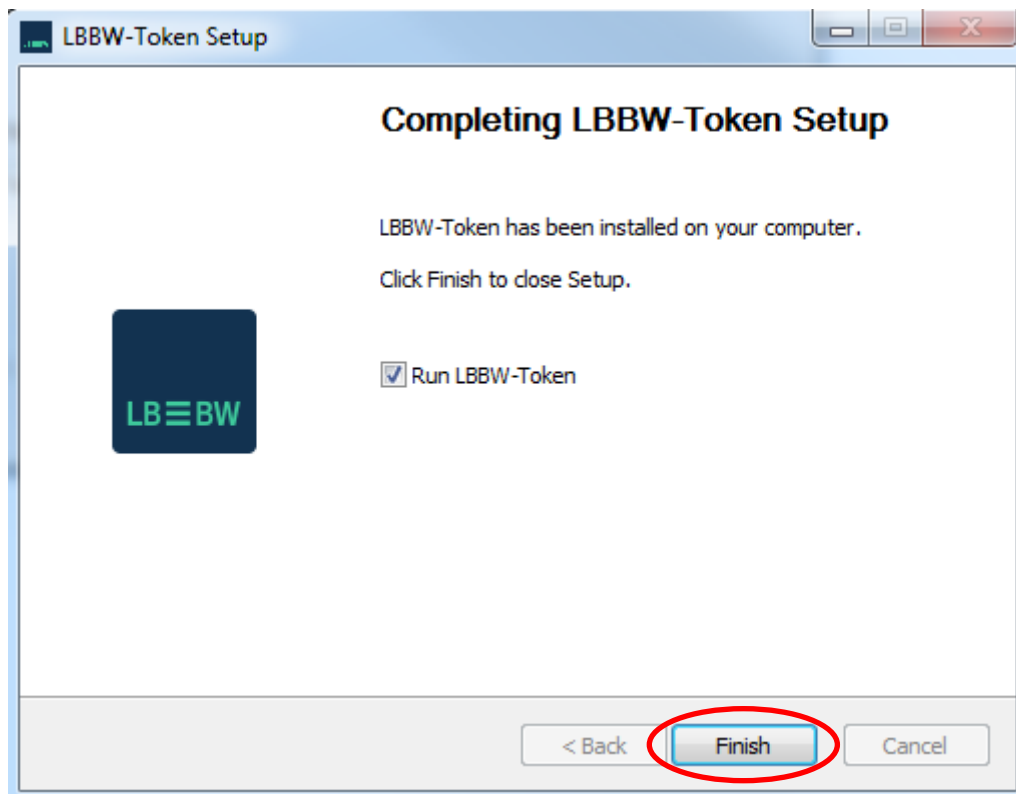 LBBW-Token Setup
Completing LBBW-Token Setup
LBBW-Token has been installed on your computer.
Click Finish to close Setup.
Run LBBW-Token
LB≡BW
< Back Finish Cancel